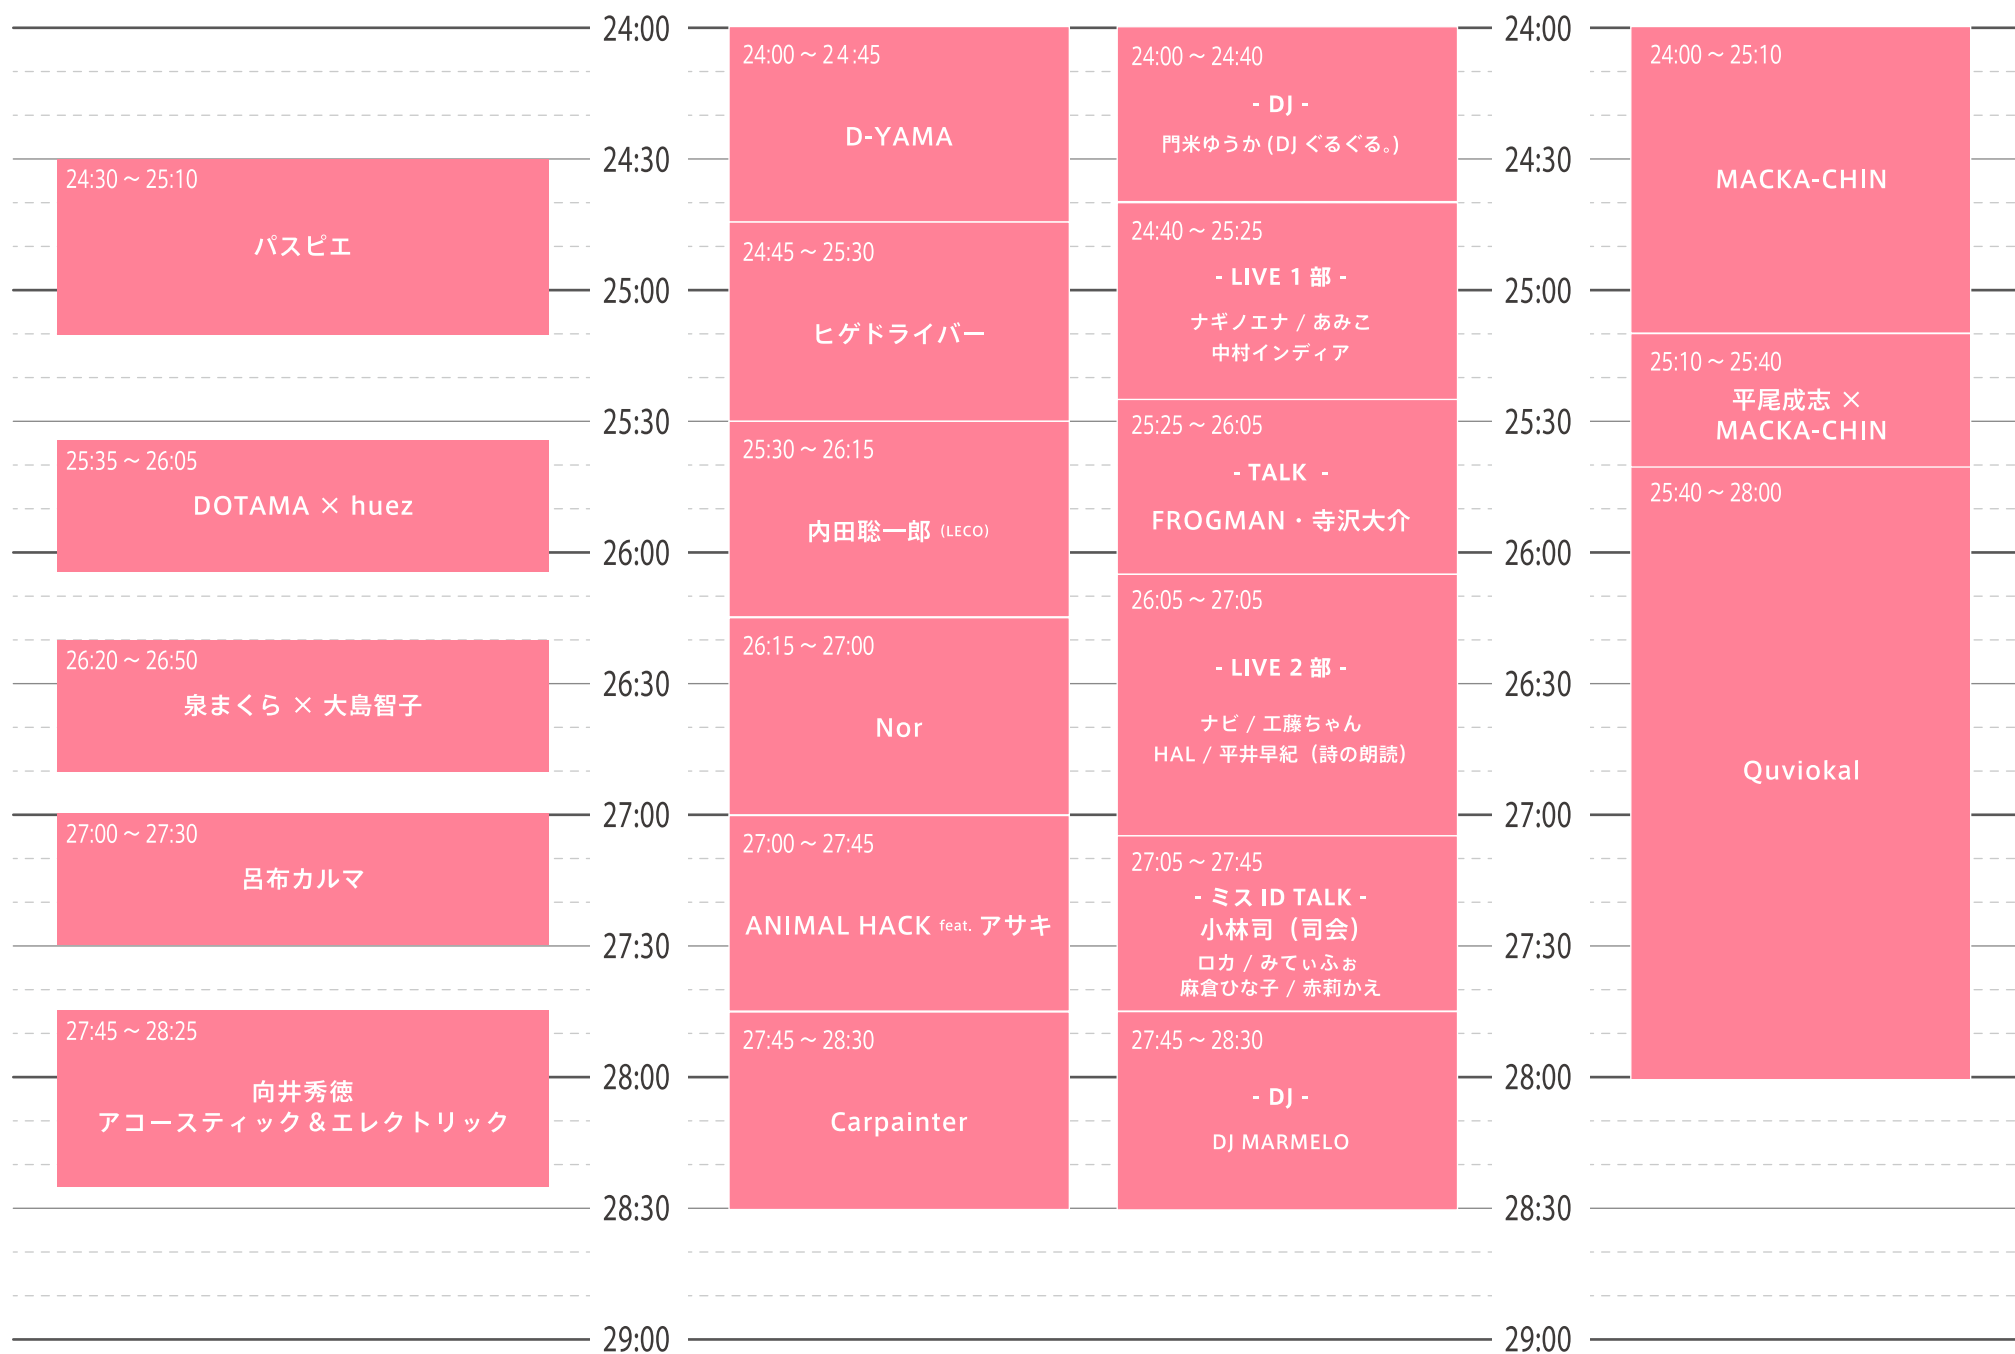 24:00
24:30
25:00
25:30
26:00
26:30
27:00
27:30
28:00
28:30
29:00
24:30～25:10
パスピエ
25:35～26:05
DOTAMA × huez
26:20～26:50
泉まくら × 大島智子
27:00～27:30
呂布カルマ
27:45～28:25
向井秀徳
アコースティック&エレクトリック
24:00～24:45
D-YAMA
24:45～25:30
ヒゲドライバー
25:30～26:15
内田聡一郎 (LECO)
26:15～27:00
Nor
27:00～27:45
ANIMAL HACK feat. アサキ
27:45～28:30
Carpainter
24:00～24:40
- DJ -
門米ゆうか (DJ ぐるぐる。)
24:40～25:25
- LIVE 1 部 -
ナギノエナ / あみこ
中村インディア
25:25～26:05
- TALK -
FROGMAN・寺沢大介
26:05～27:05
- LIVE 2 部 -
ナビ / 工藤ちゃん
HAL / 平井早紀（詩の朗読）
27:05～27:45
- ミス ID TALK -
小林司（司会）
ロカ / みてぃふぉ
麻倉ひな子 / 赤莉かえ
27:45～28:30
- DJ -
DJ MARMELO
24:00
24:30
25:00
25:30
26:00
26:30
27:00
27:30
28:00
28:30
29:00
24:00～25:10
MACKA-CHIN
25:10～25:40
平尾成志 ×
MACKA-CHIN
25:40～28:00
Quviokal